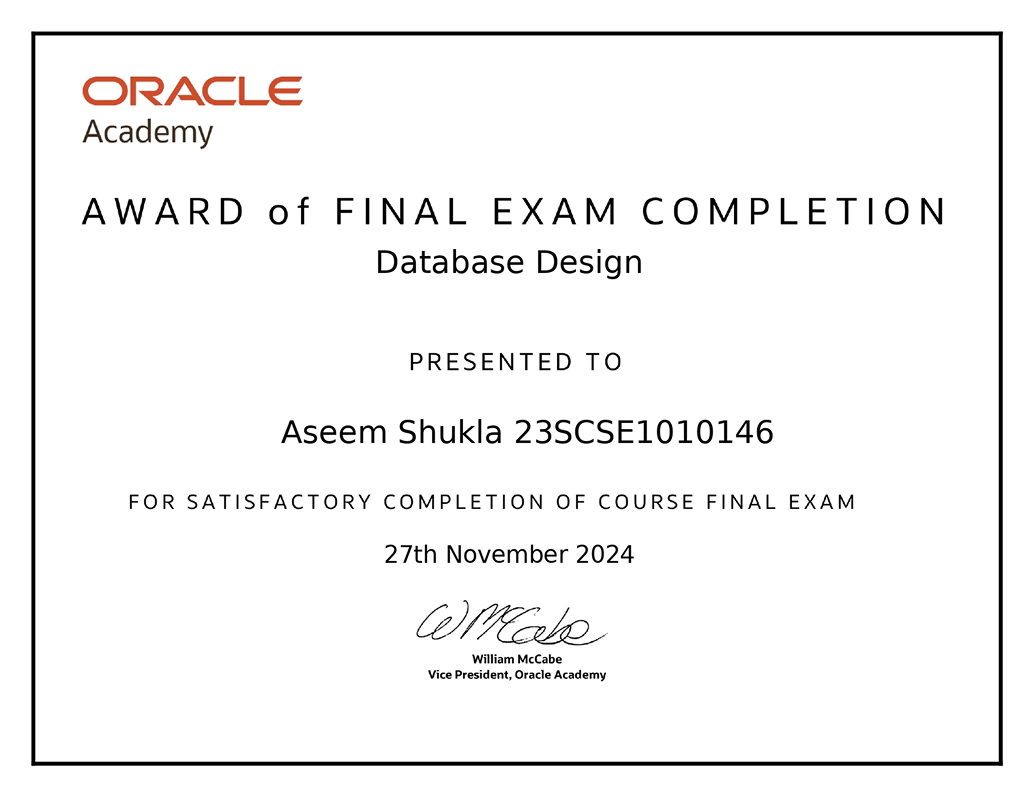 ORACLE
Academy
AWARD of FINAL EXAM COMPLETION
Database Design
PRESENTED TO
Aseem Shukla 23SCSE1010146
FOR SATISFACTORY COMPLETION OF COURSE FINAL EXAM
27th November 2024
W McCabe
William McCabe
Vice President, Oracle Academy